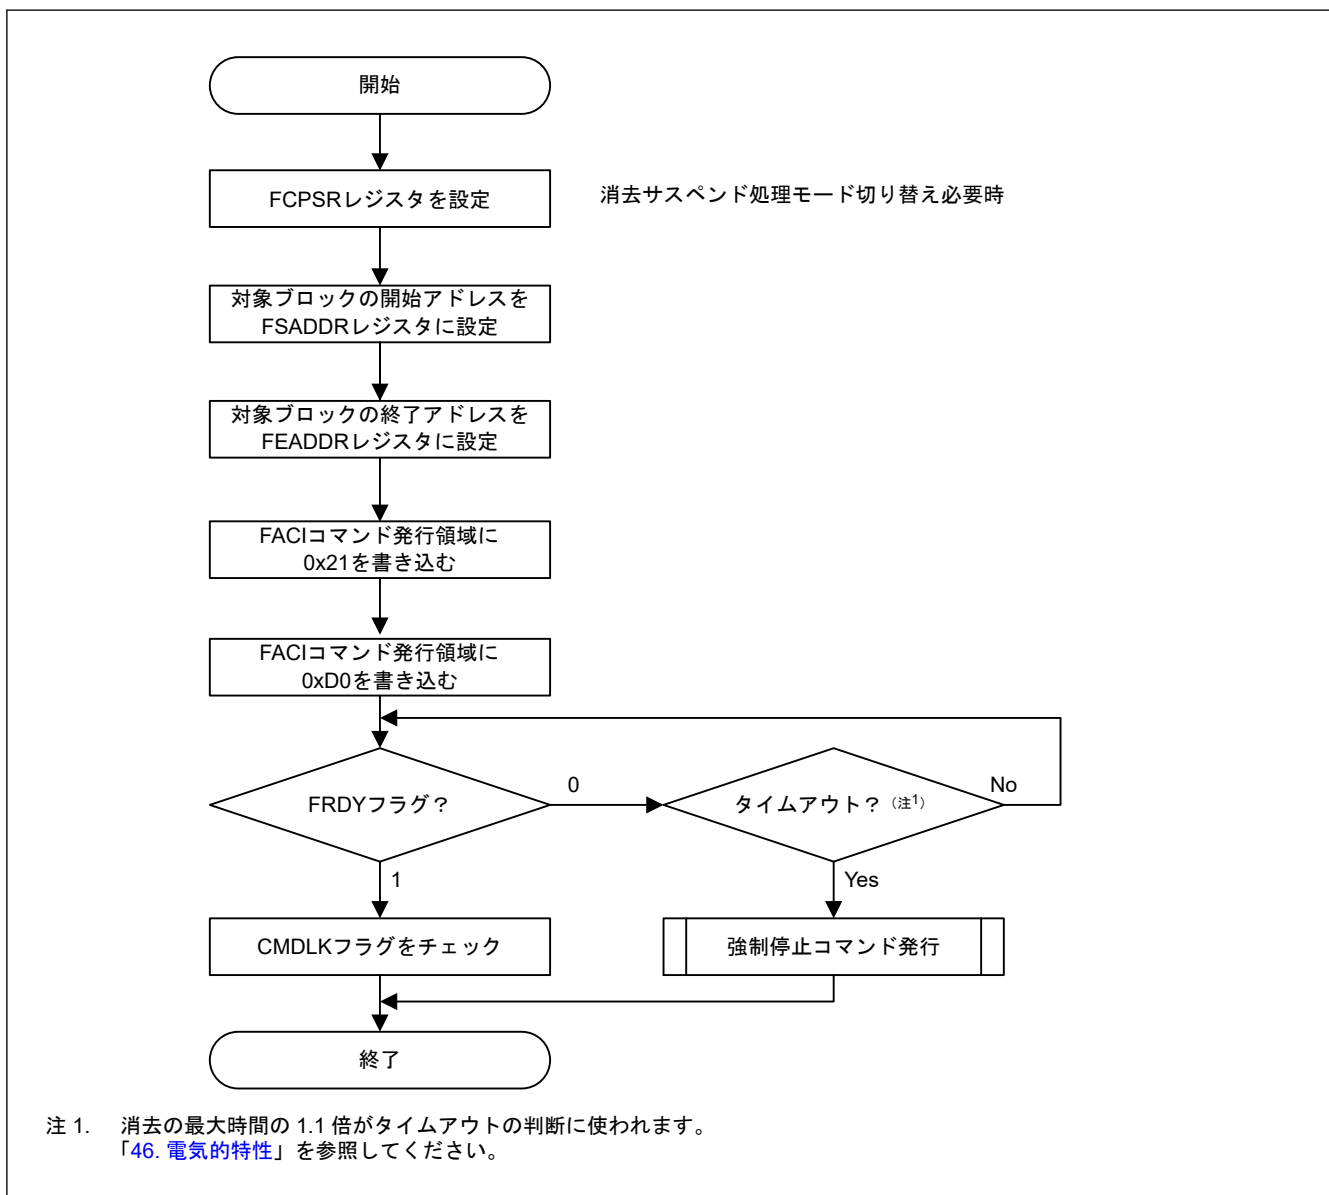 開始
FCPSRレジスタを設定
消去サスペンド処理モード切り替え必要時
対象ブロックの開始アドレスを
FSADDRレジスタに設定
対象ブロックの終了アドレスを
FEADDRレジスタに設定
FACIコマンド発行領域に
0x21を書き込む
FACIコマンド発行領域に
0xD0を書き込む
FRDYフラグ？
0
タイムアウト？（注1）
No
1
Yes
CMDLKフラグをチェック
強制停止コマンド発行
終了
注 1. 消去の最大時間の 1.1 倍がタイムアウトの判断に使われます。
「46. 電気的特性」を参照してください。